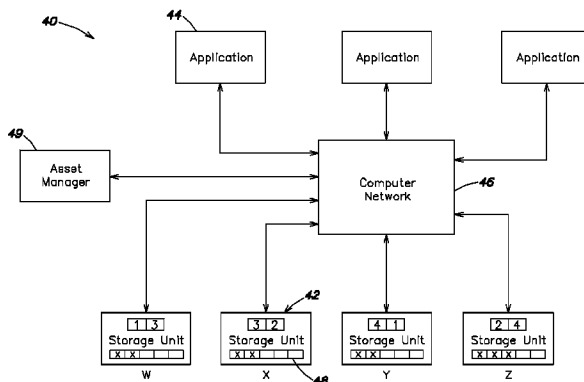 40
44
Application
Application
Application
49
Asset
Manager
Computer
Network
46
42
1 3
3 2
4 1
2 4
Storage Unit
Storage Unit
Storage Unit
Storage Unit
X X
X X
X X
X X X
W
X
48
Y
Z